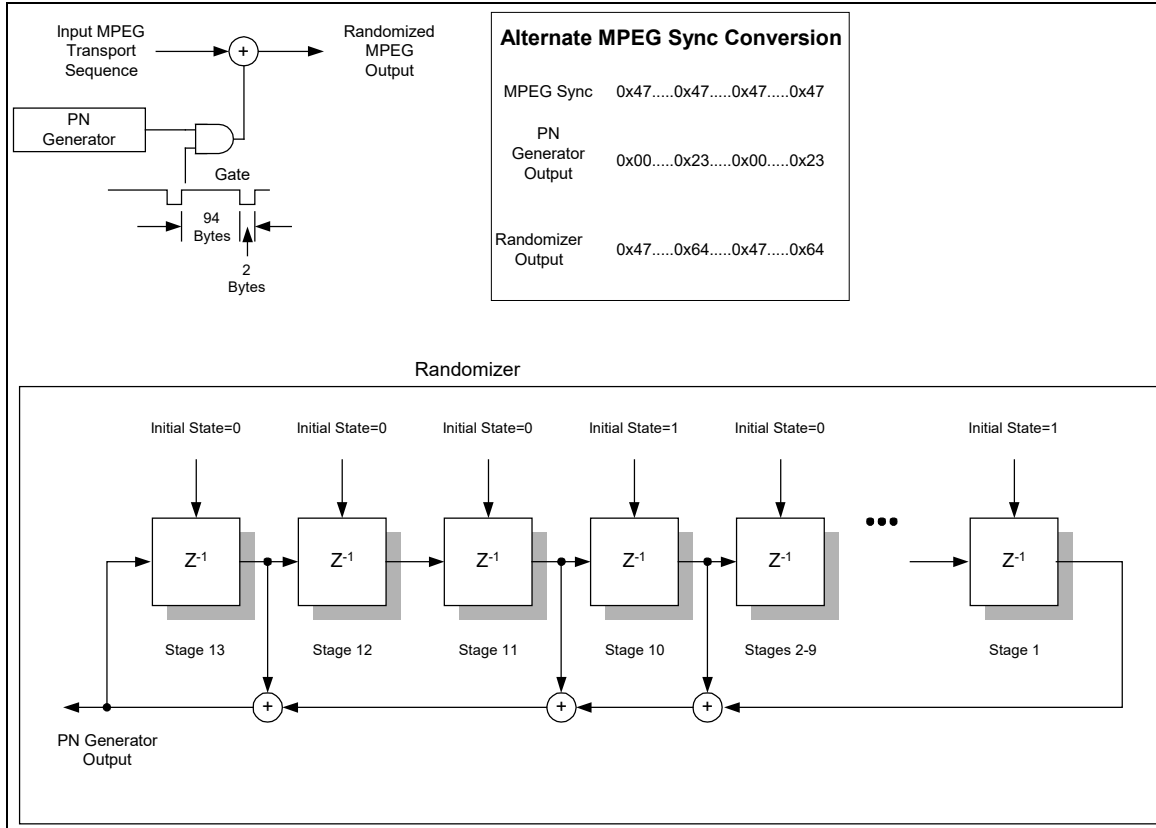 Input MPEG
Transport
Sequence
+
Randomized
MPEG
Output
PN
Generator
Gate
94
Bytes
2
Bytes
Alternate MPEG Sync Conversion
MPEG Sync 0x47.....0x47.....0x47.....0x47
PN
Generator
Output
0x00.....0x23.....0x00.....0x23
Randomizer
Output
0x47....0x64.....0x47.....0x64
Randomizer
Initial State=0 Initial State=0 Initial State=0 Initial State=1 Initial State=0 Initial State=1
Z-1 Z-1 Z-1 Z-1 Z-1 ••• Z-1
Stage 13 Stage 12 Stage 11 Stage 10 Stages 2-9 Stage 1
+ + +
PN Generator
Output